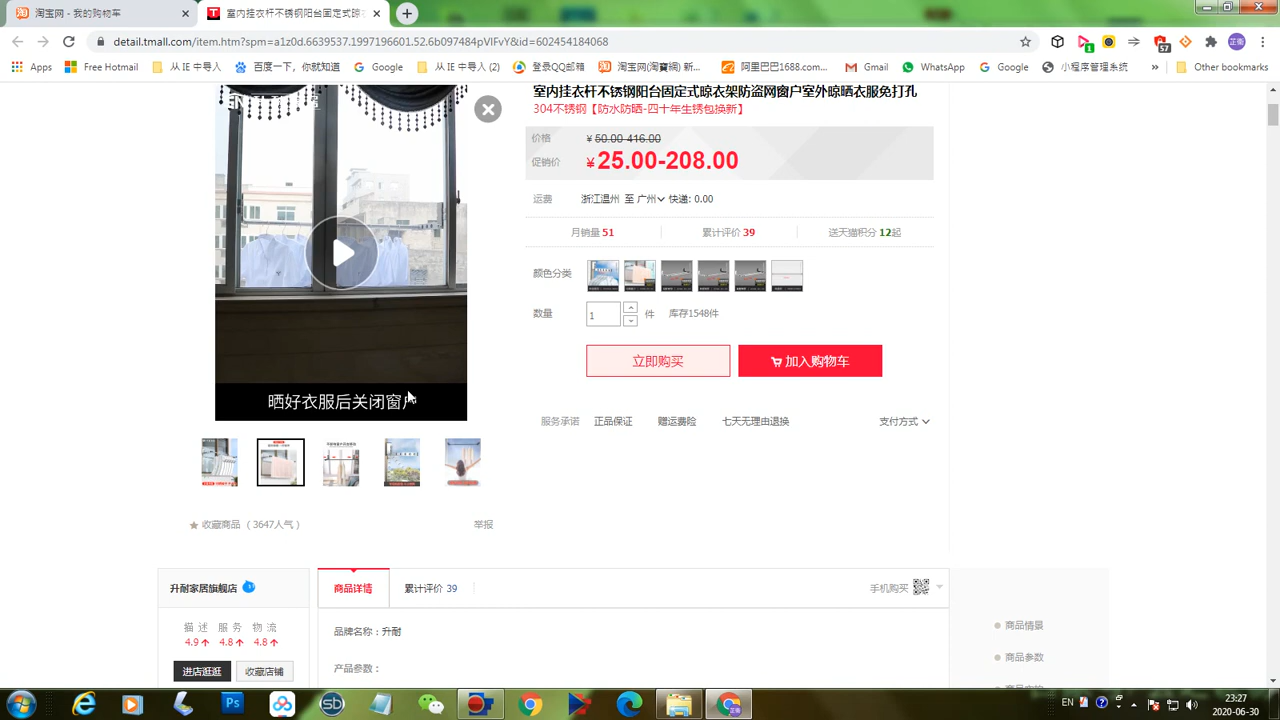 淘宝网 - 我的购物车
室内挂衣杆不锈钢阳台固定式晾衣
detail.tmall.com/item.htm?spm=a1z0d.6639537.1997196601.52.6b097484pVIFvY&id=602454184068
1
57
芷衡
Apps
Free Hotmail
从 IE 中导入
百度一下，你就知道
Google
从 IE 中导入 (2)
登录QQ邮箱
淘宝网(淘寶網) 新...
阿里巴巴1688.com...
Gmail
WhatsApp
Google
小程序管理系统
»
Other bookmarks
室内挂衣杆不锈钢阳台固定式晾衣架防盗网窗户室外晾晒衣服免打孔
304不锈钢【防水防晒-四十年生锈包换新】
价格
¥ 50.00-416.00
促销价
¥ 25.00-208.00
运费
浙江温州 至 广州 快递: 0.00
月销量 51
累计评价 39
送天猫积分 12起
颜色分类
数量
1
件
库存1548件
立即购买
加入购物车
晒好衣服后关闭窗户
服务承诺
正品保证
赠运费险
七天无理由退换
支付方式
收藏商品（3647人气）
举报
升耐家居旗舰店
商品详情
累计评价 39
手机购买
描 述
服 务
物 流
4.9
4.8
4.8
品牌名称：升耐
商品情景
进店逛逛
收藏店铺
产品参数：
商品参数
EN
23:27
2020-06-30